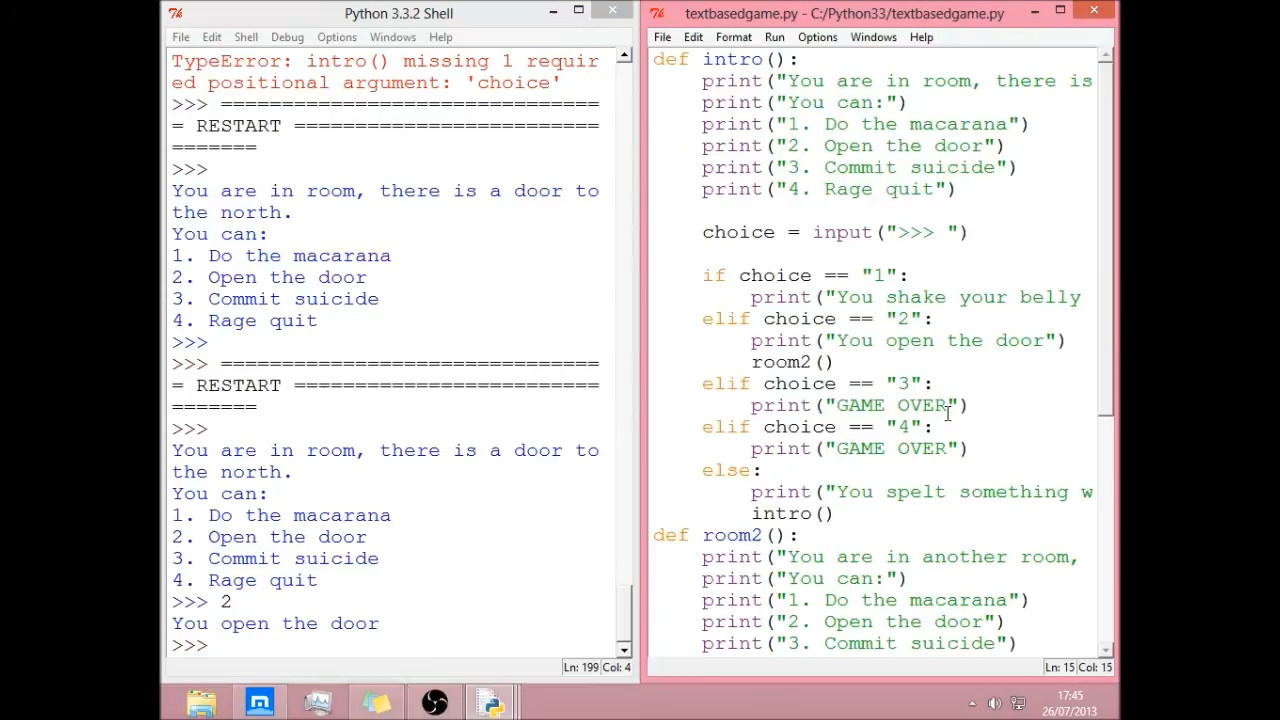 Python 3.3.2 Shell
File Edit Shell Debug Options Windows Help
TypeError: intro() missing 1 requir
ed positional argument: 'choice'
>>> ===============================
= RESTART =========================
=======
>>>
You are in room, there is a door to
the north.
You can:
1. Do the macarana
2. Open the door
3. Commit suicide
4. Rage quit
>>>
>>> ===============================
= RESTART =========================
=======
>>>
You are in room, there is a door to
the north.
You can:
1. Do the macarana
2. Open the door
3. Commit suicide
4. Rage quit
>>> 2
You open the door
>>>
Ln: 199 Col: 4
textbasedgame.py - C:/Python33/textbasedgame.py
File Edit Format Run Options Windows Help
def intro():
    print("You are in room, there is
    print("You can:")
    print("1. Do the macarana")
    print("2. Open the door")
    print("3. Commit suicide")
    print("4. Rage quit")
    choice = input(">>> ")
    if choice == "1":
        print("You shake your belly
    elif choice == "2":
        print("You open the door")
        room2()
    elif choice == "3":
        print("GAME OVER")
    elif choice == "4":
        print("GAME OVER")
    else:
        print("You spelt something w
        intro()
def room2():
    print("You are in another room,
    print("You can:")
    print("1. Do the macarana")
    print("2. Open the door")
    print("3. Commit suicide")
Ln: 15 Col: 15
17:45
26/07/2013